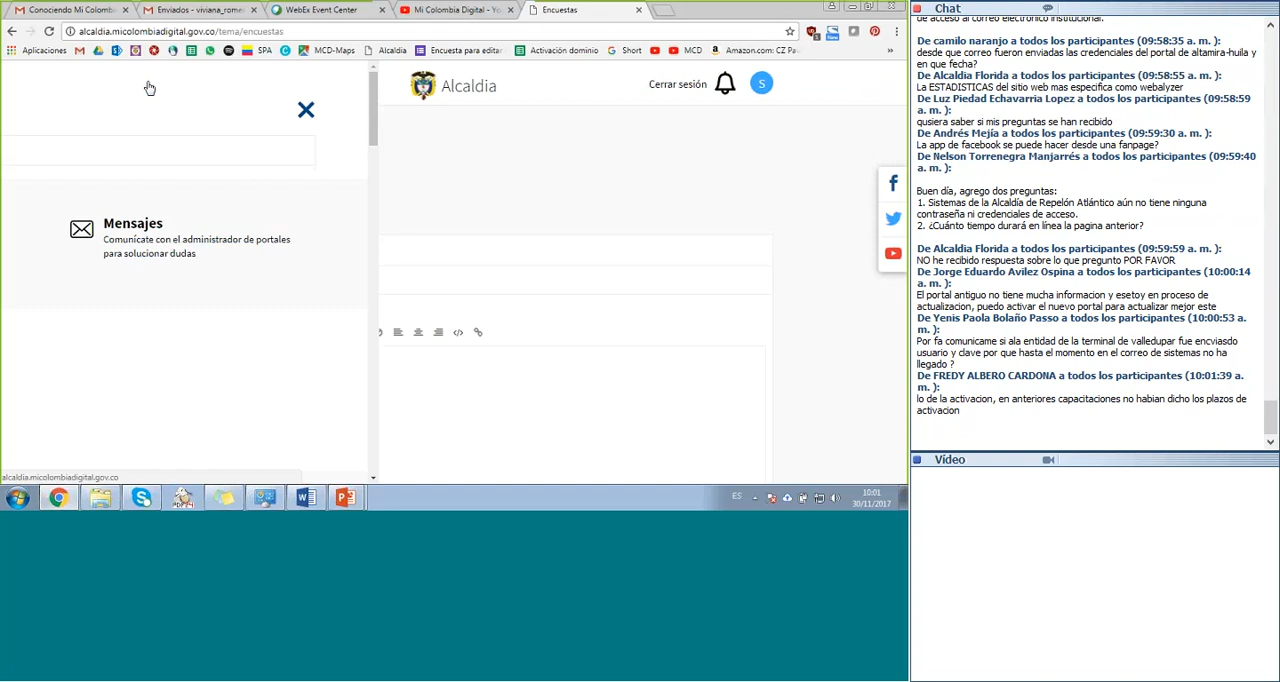 Conociendo Mi Colomb
Enviados - viviana_rome
WebEx Event Center
Mi Colombia Digital - Yo
Encuestas
alcaldia.micolombiadigital.gov.co/tema/encuestas
Aplicaciones
SPA
MCD-Maps
Alcaldia
Encuesta para editar
Activación dominio
Short
MCD
Amazon.com: CZ Pa
»
Alcaldia
Cerrar sesión
S
Mensajes
Comunícate con el administrador de portales
para solucionar dudas
alcaldia.micolombiadigital.gov.co
ES
10:01
30/11/2017
Chat
de acceso al correo electronico institucional.
De camilo naranjo a todos los participantes (09:58:35 a. m. ):
desde que correo fueron enviadas las credenciales del portal de altamira-huila y
en que fecha?
De Alcaldia Florida a todos los participantes (09:58:55 a. m. ):
La ESTADISTICAS del sitio web mas especifica como webalyzer
De Luz Piedad Echavarria Lopez a todos los participantes (09:58:59
a. m. ):
qusiera saber si mis preguntas se han recibido
De Andrés Mejía a todos los participantes (09:59:30 a. m. ):
La app de facebook se puede hacer desde una fanpage?
De Nelson Torrenegra Manjarrés a todos los participantes (09:59:40
a. m. ):
Buen día, agrego dos preguntas:
1. Sistemas de la Alcaldía de Repelón Atlántico aún no tiene ninguna
contraseña ni credenciales de acceso.
2. ¿Cuánto tiempo durará en línea la pagina anterior?
De Alcaldia Florida a todos los participantes (09:59:59 a. m. ):
NO he recibido respuesta sobre lo que pregunto POR FAVOR
De Jorge Eduardo Avilez Ospina a todos los participantes (10:00:14
a. m. ):
El portal antiguo no tiene mucha informacion y esetoy en proceso de
actualizacion, puedo activar el nuevo portal para actualizar mejor este
De Yenis Paola Bolaño Passo a todos los participantes (10:00:53 a.
m. ):
Por fa comunicame si ala entidad de la terminal de valledupar fue encviasdo
usuario y clave por que hasta el momento en el correo de sistemas no ha
llegado ?
De FREDY ALBERO CARDONA a todos los participantes (10:01:39 a.
m. ):
lo de la activacion, en anteriores capacitaciones no habian dicho los plazos de
activacion
Vídeo